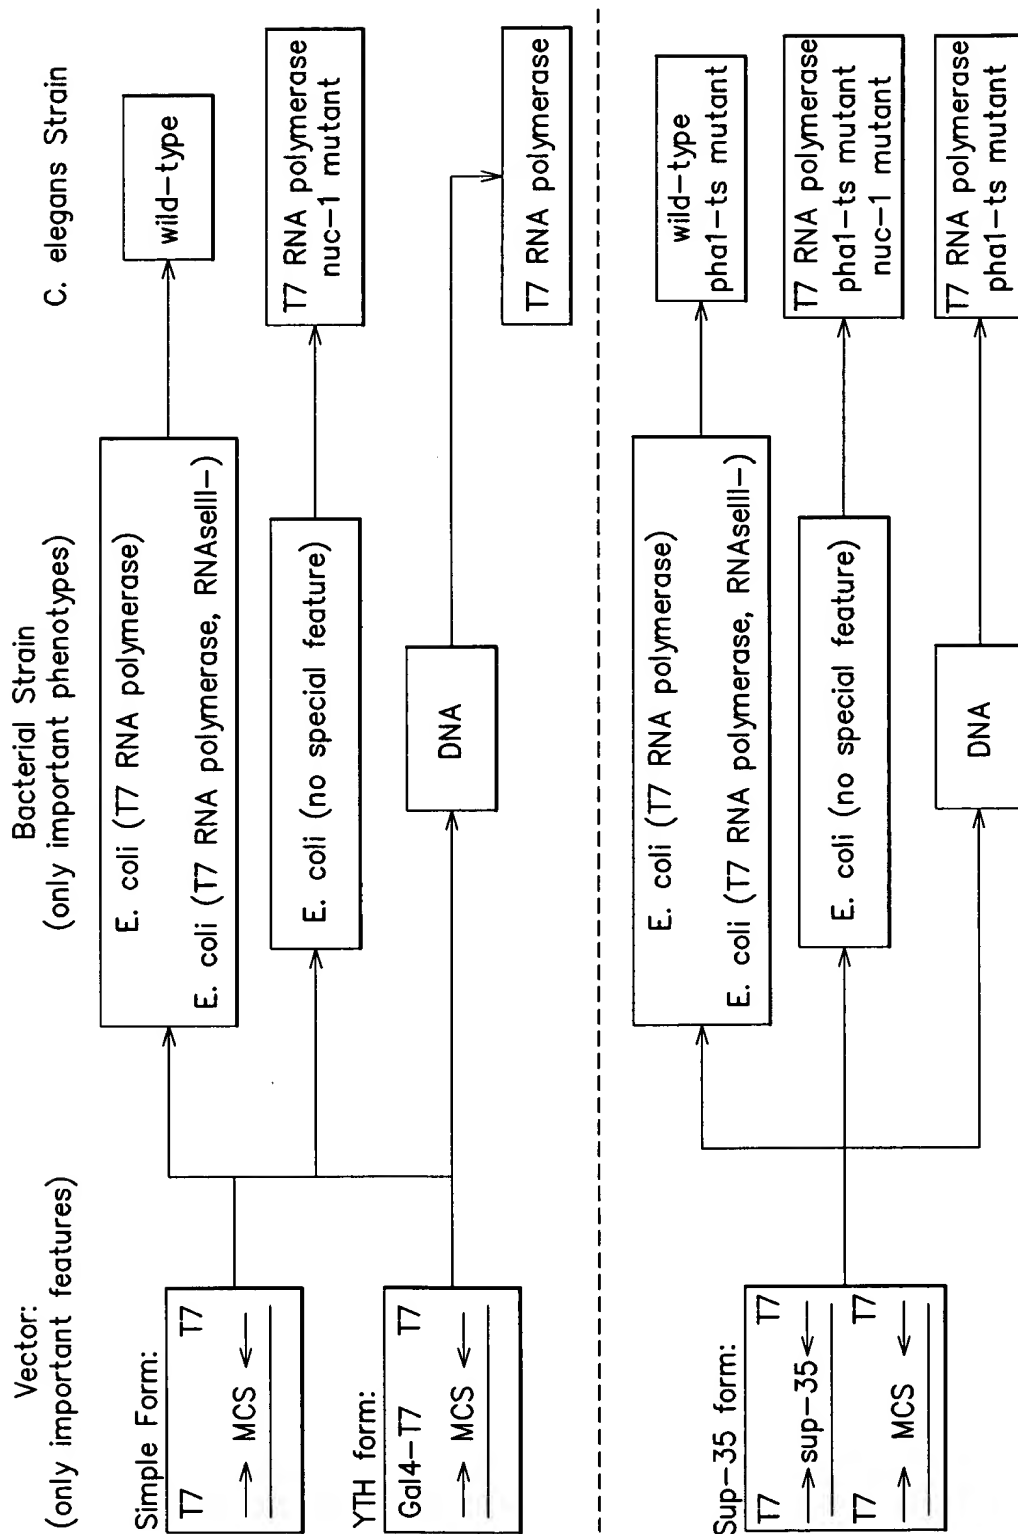 Vector:
(only important features)
Bacterial Strain
(only important phenotypes)
C. elegans Strain
Simple Form:
T7 T7
MCS
YTH form:
Gal4-T7 T7
MCS
E. coli (T7 RNA polymerase)
E. coli (T7 RNA polymerase, RNAseIII-)
E. coli (no special feature)
DNA
wild-type
T7 RNA polymerase
nuc-1 mutant
T7 RNA polymerase
Sup-35 form:
T7 T7
sup-35
T7 T7
MCS
E. coli (T7 RNA polymerase)
E. coli (T7 RNA polymerase, RNAseIII-)
E. coli (no special feature)
DNA
wild-type
pha1-ts mutant
T7 RNA polymerase
pha1-ts mutant
nuc-1 mutant
T7 RNA polymerase
pha1-ts mutant